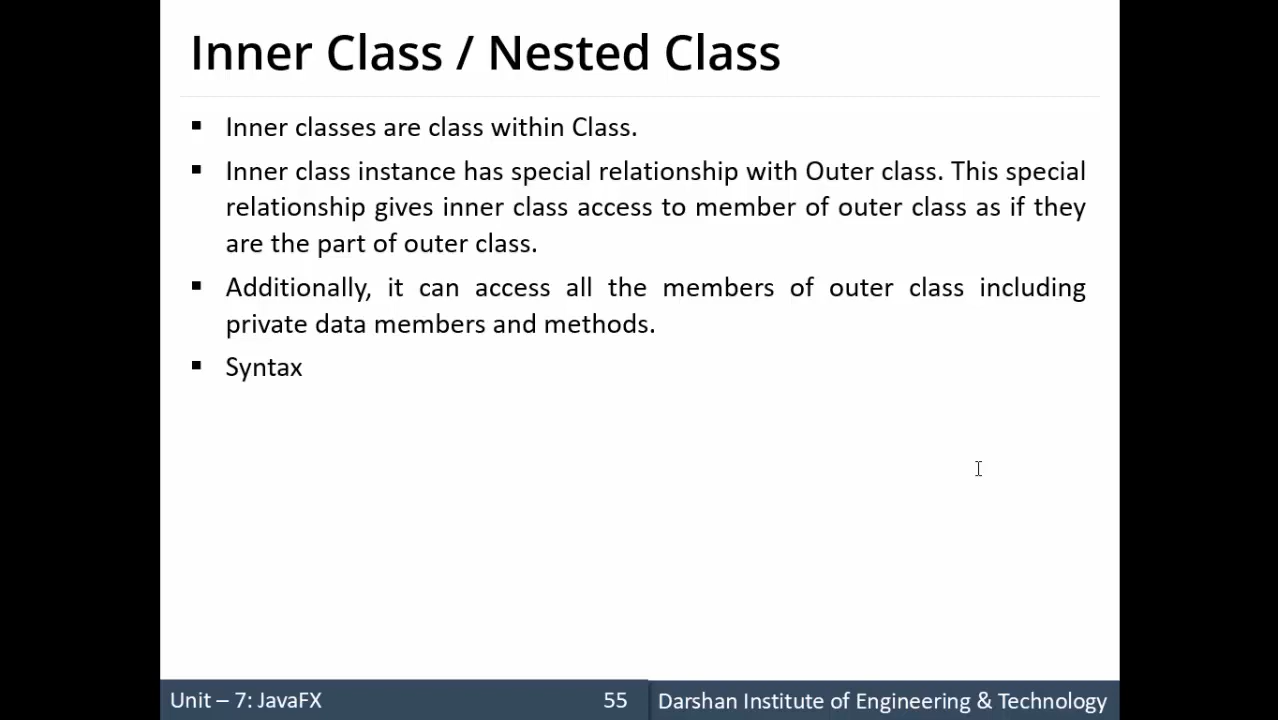 Inner Class / Nested Class
▪ Inner classes are class within Class.
▪ Inner class instance has special relationship with Outer class. This special
relationship gives inner class access to member of outer class as if they
are the part of outer class.
▪ Additionally, it can access all the members of outer class including
private data members and methods.
▪ Syntax
Unit – 7: JavaFX 55 Darshan Institute of Engineering & Technology